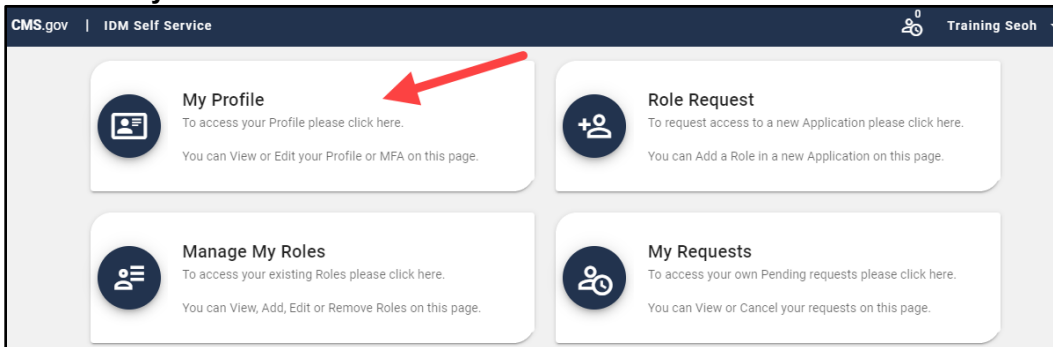 CMS.gov | IDM Self Service
0
Training Seoh
My Profile
To access your Profile please click here.
You can View or Edit your Profile or MFA on this page.
Role Request
To request access to a new Application please click here.
You can Add a Role in a new Application on this page.
Manage My Roles
To access your existing Roles please click here.
You can View, Add, Edit or Remove Roles on this page.
My Requests
To access your own Pending requests please click here.
You can View or Cancel your requests on this page.